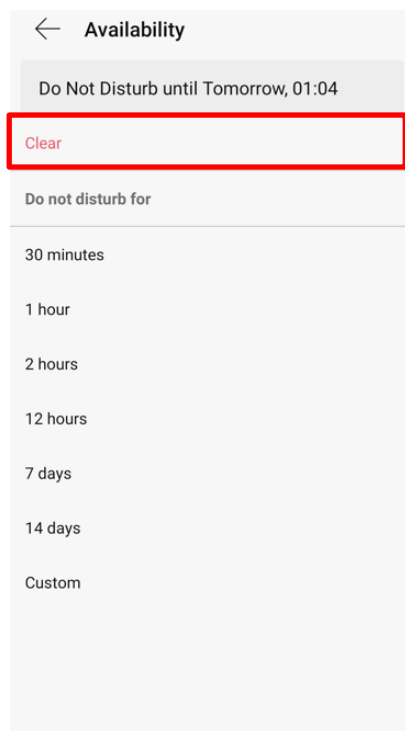 Availability
Do Not Disturb until Tomorrow, 01:04
Clear
Do not disturb for
30 minutes
1 hour
2 hours
12 hours
7 days
14 days
Custom